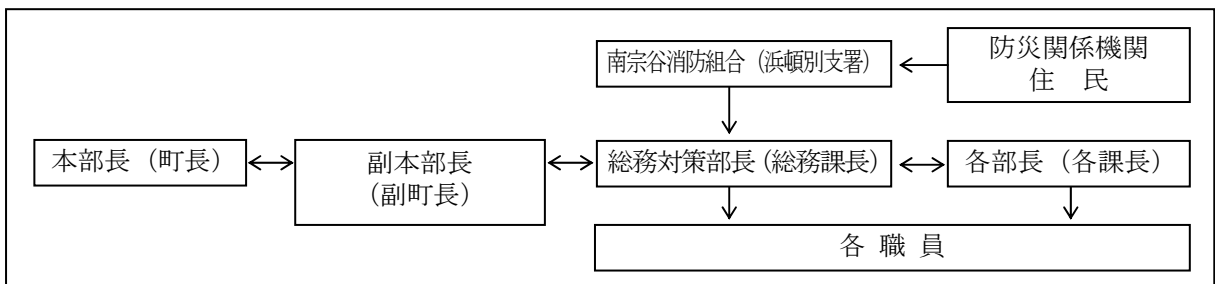 南宗谷消防組合（浜頓別支署）
防災関係機関
住　民
本部長（町長）
副本部長
（副町長）
総務対策部長（総務課長）
各部長（各課長）
各 職 員